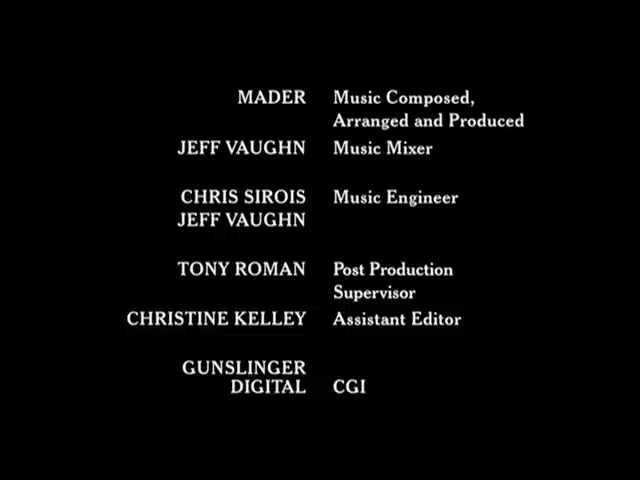 MADER Music Composed,
Arranged and Produced
JEFF VAUGHN Music Mixer
CHRIS SIROIS Music Engineer
JEFF VAUGHN
TONY ROMAN Post Production
Supervisor
CHRISTINE KELLEY Assistant Editor
GUNSLINGER
DIGITAL CGI